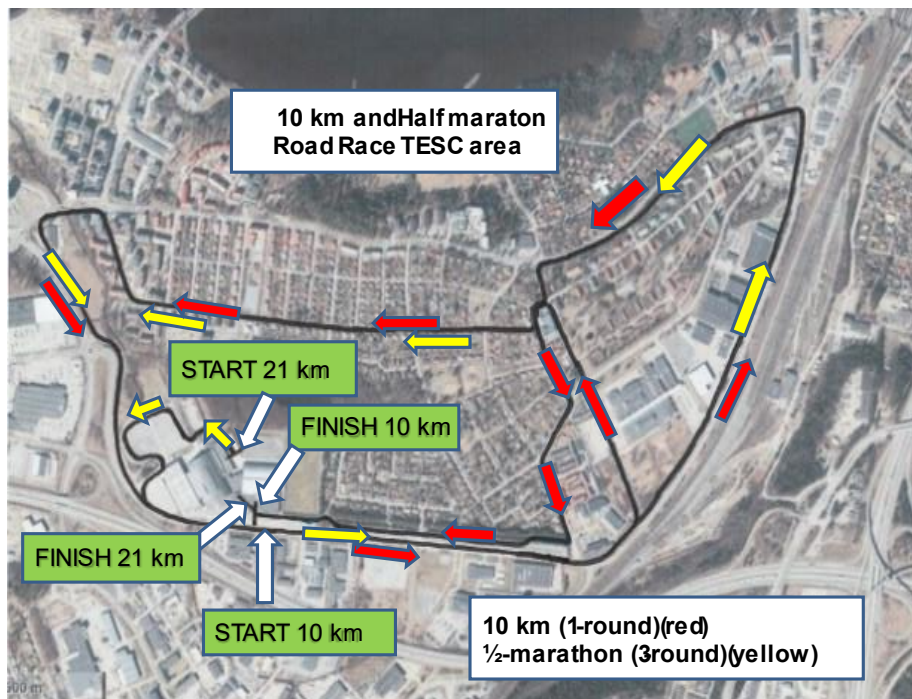 10 km andHalf maraton
Road Race TESC area
START 21 km
FINISH 10 km
FINISH 21 km
START 10 km
10 km (1-round)(red)
½-marathon (3round)(yellow)
500 m